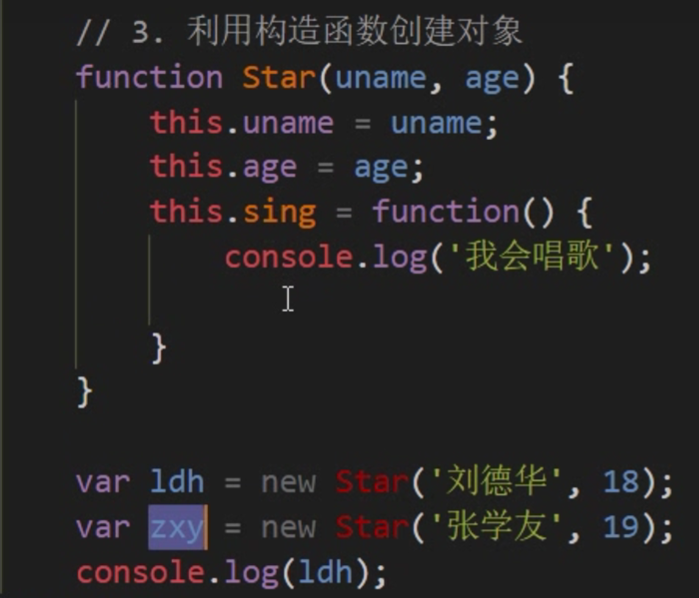 // 3. 利用构造函数创建对象
function Star(uname, age) {
    this.uname = uname;
    this.age = age;
    this.sing = function() {
        console.log('我会唱歌');
    }
}
var ldh = new Star('刘德华', 18);
var zxy = new Star('张学友', 19);
console.log(ldh);